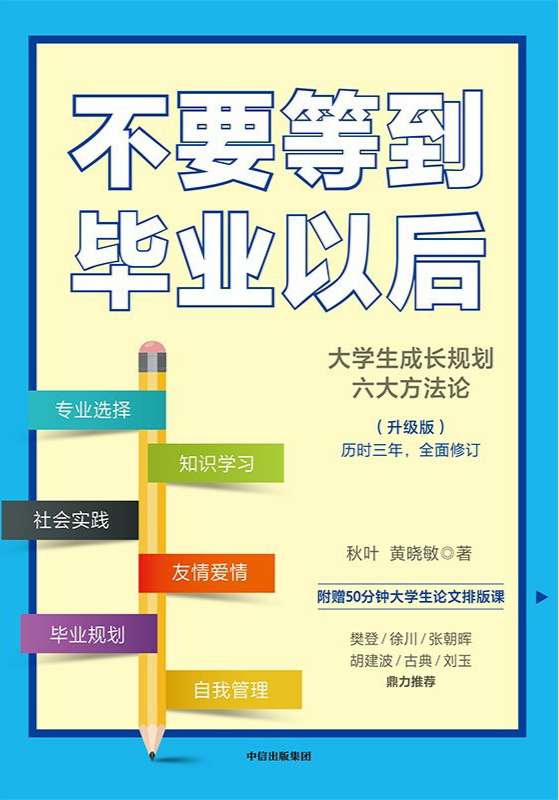 不要等到
毕业以后
大学生成长规划
六大方法论
（升级版）
历时三年，全面修订
专业选择
知识学习
社会实践
友情爱情
毕业规划
自我管理
秋叶 黄晓敏◎著
附赠50分钟大学生论文排版课
樊登/徐川/张朝晖
胡建波/古典/刘玉
鼎力推荐
中信出版集团